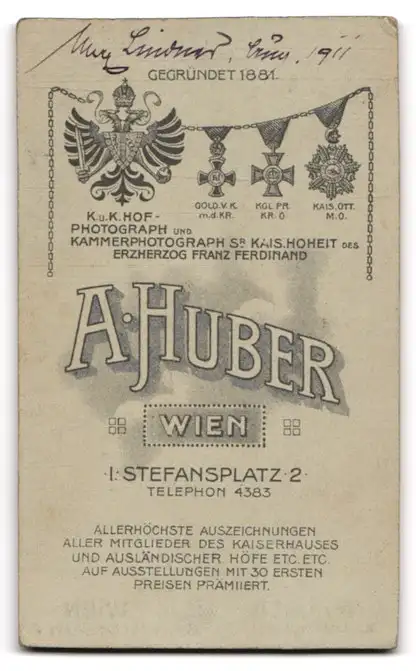 Lindner, 1911
GEGRÜNDET 1881.
GOLD.V.K. m.d.KR.
KGL.PR. KR.O.
KAIS.OTT. M.O.
K.u.K.HOF-
PHOTOGRAPH UND
KAMMERPHOTOGRAPH SR KAIS.HOHEIT DES
ERZHERZOG FRANZ FERDINAND
A·HUBER
WIEN
·I·STEFANSPLATZ·2·
TELEPHON 4383
ALLERHÖCHSTE AUSZEICHNUNGEN
ALLER MITGLIEDER DES KAISERHAUSES
UND AUSLÄNDISCHER HÖFE ETC. ETC.
AUF AUSSTELLUNGEN MIT 30 ERSTEN
PREISEN PRÄMIIERT.